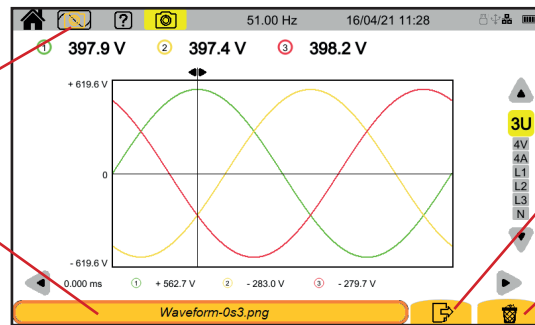 ? 51.00 Hz 16/04/21 11:28
1 397.9 V 2 397.4 V 3 398.2 V
+ 619.6 V
0
- 619.6 V
3U
4V
4A
L1
L2
L3
N
0.000 ms 1 + 562.7 V 2 - 283.0 V 3 - 279.7 V
Waveform-0s3.png